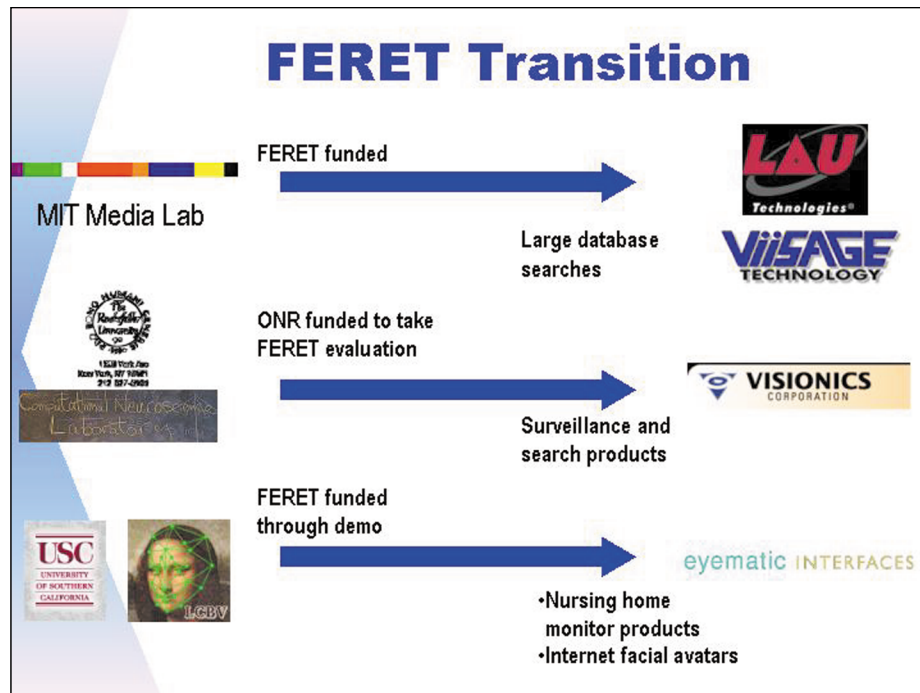 FERET Transition
FERET funded
MIT Media Lab
LAU
Technologies®
Large database
searches
ViiSAGE
TECHNOLOGY
The
University
ONR funded to take
FERET evaluation
Computational Neuroscience
VISIONICS
CORPORATION
Surveillance and
search products
FERET funded
through demo
USC
UNIVERSITY
OF SOUTHERN
CALIFORNIA
LCBV
eyematic INTERFACES
•Nursing home
monitor products
•Internet facial avatars